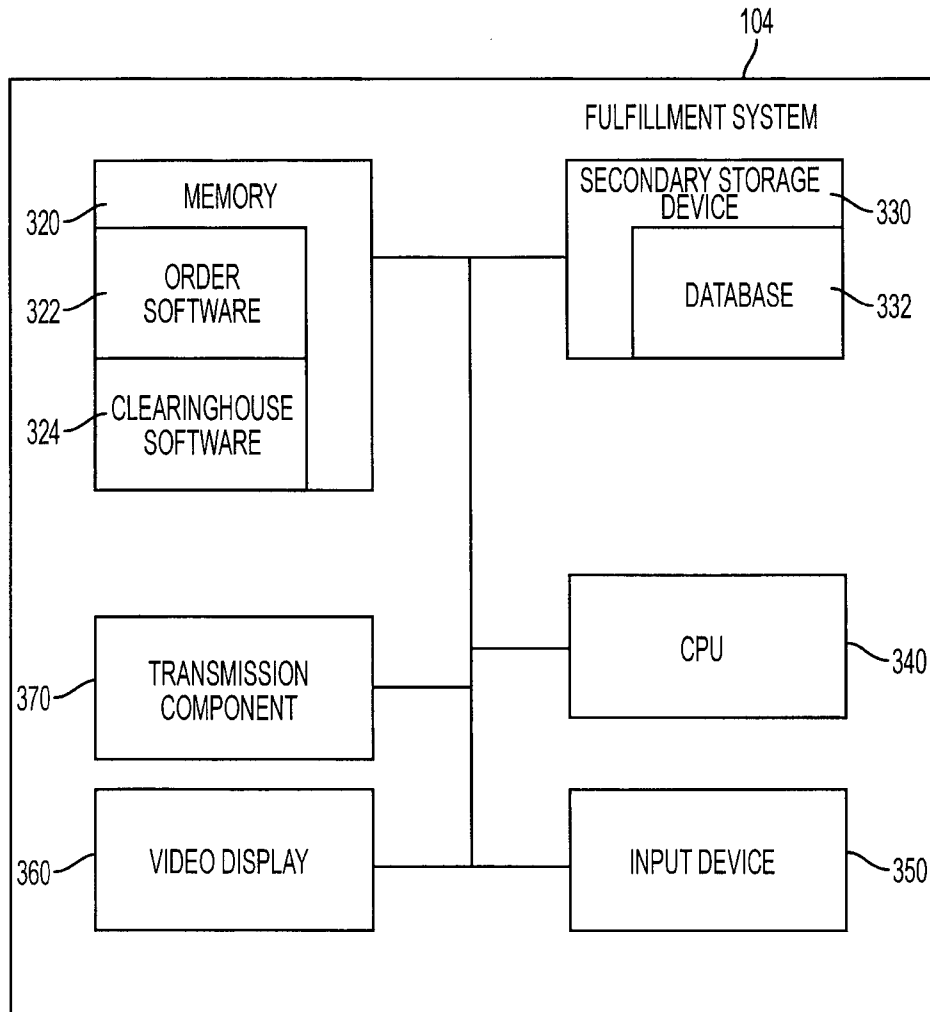 104
FULFILLMENT SYSTEM
MEMORY
320
ORDER
SOFTWARE
322
CLEARINGHOUSE
SOFTWARE
324
SECONDARY STORAGE
DEVICE
330
DATABASE
332
TRANSMISSION
COMPONENT
370
CPU
340
VIDEO DISPLAY
360
INPUT DEVICE
350